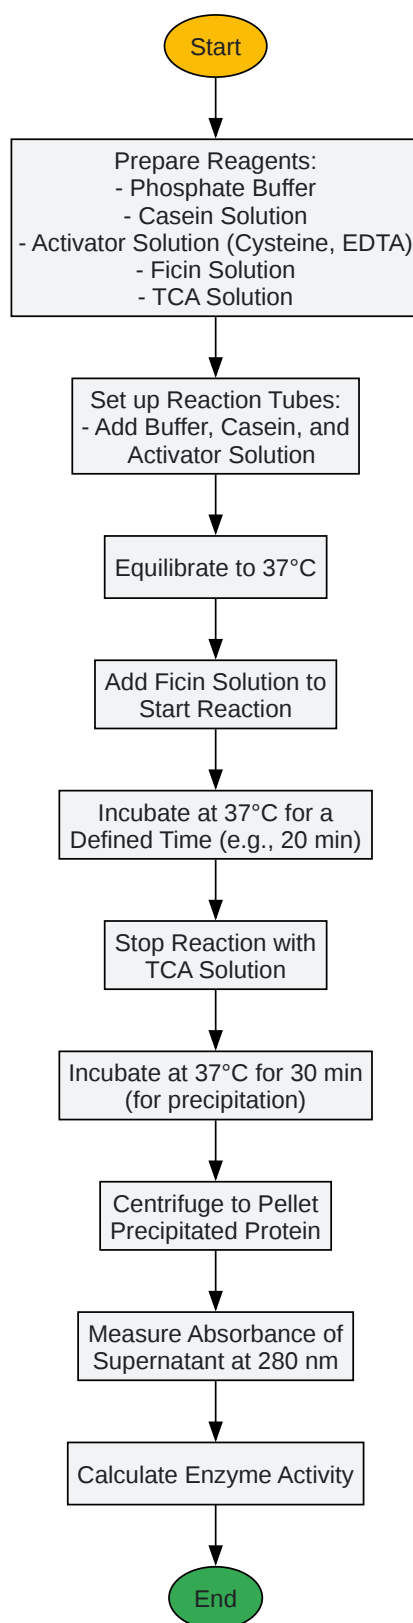 Start
Prepare Reagents:
- Phosphate Buffer
- Casein Solution
- Activator Solution (Cysteine, EDTA)
- Ficin Solution
- TCA Solution
Set up Reaction Tubes:
- Add Buffer, Casein, and
Activator Solution
Equilibrate to 37°C
Add Ficin Solution to
Start Reaction
Incubate at 37°C for a
Defined Time (e.g., 20 min)
Stop Reaction with
TCA Solution
Incubate at 37°C for 30 min
(for precipitation)
Centrifuge to Pellet
Precipitated Protein
Measure Absorbance of
Supernatant at 280 nm
Calculate Enzyme Activity
End